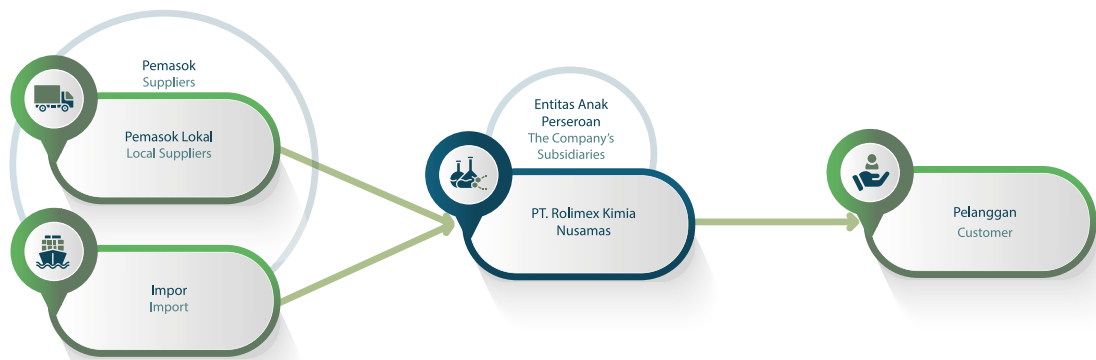 Pemasok
Suppliers
Pemasok Lokal
Local Suppliers
Impor
Import
Entitas Anak
Perseroan
The Company's
Subsidiaries
PT. Rolimex Kimia
Nusamas
Pelanggan
Customer